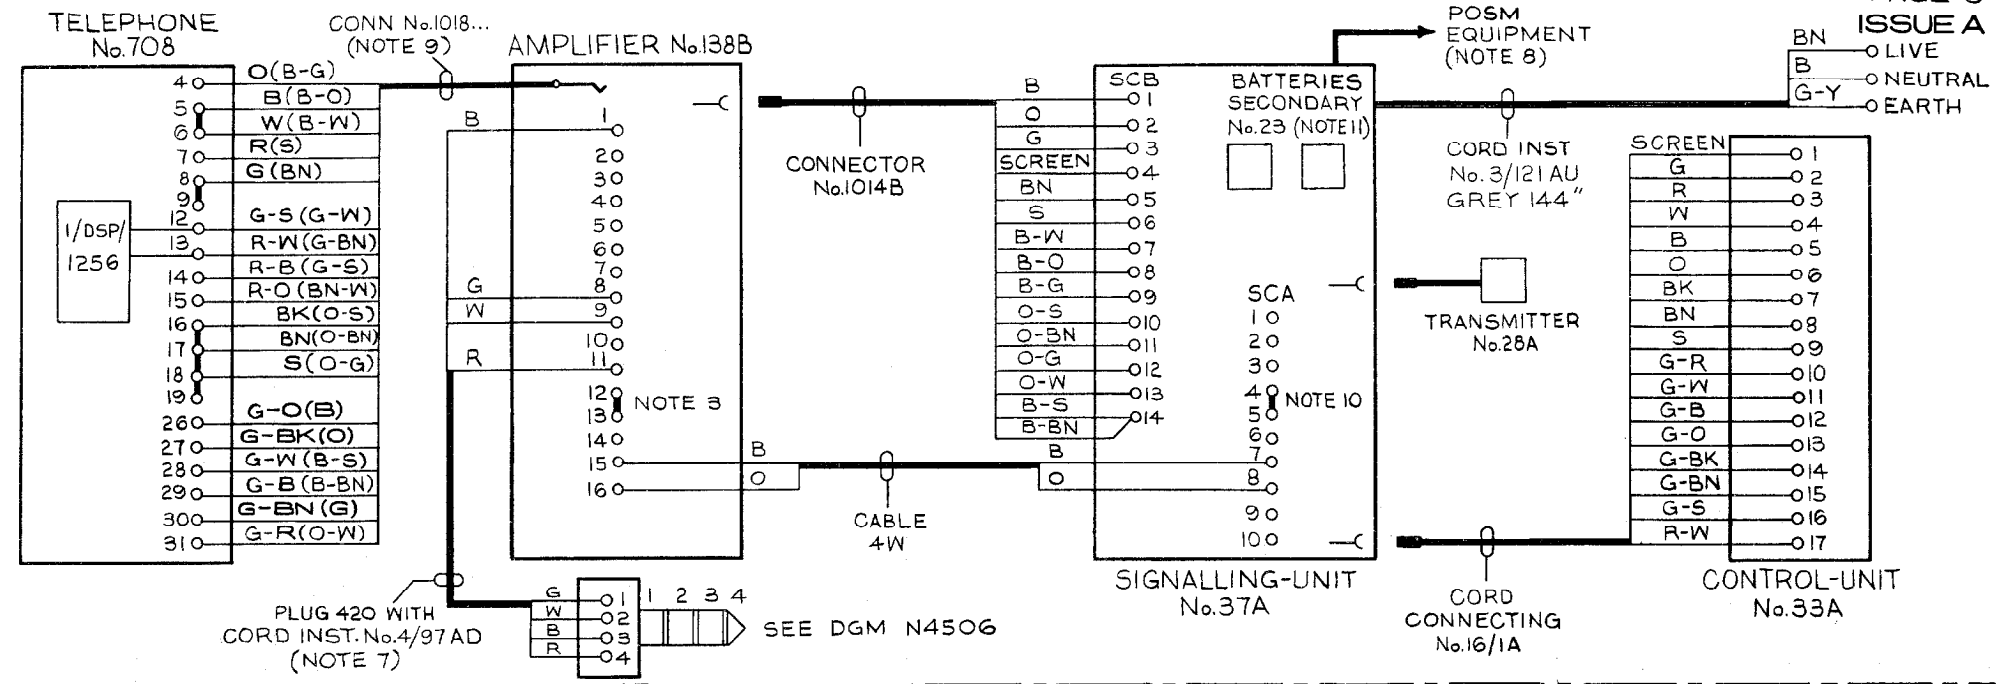 TELEPHONE
No.708
4
O(B-G)
5
B(B-O)
6
W(B-W)
7
R(S)
8
G(BN)
9
12
G-S(G-W)
13
R-W(G-BN)
1/DSP/
1256
14
R-B(G-S)
15
R-O(BN-W)
16
BK(O-S)
17
BN(O-BN)
18
S(O-G)
19
26
G-O(B)
27
G-BK(O)
28
G-W(B-S)
29
G-B(B-BN)
30
G-BN(G)
31
G-R(O-W)
CONN No.1018...
(NOTE 9)
AMPLIFIER No.138B
B
1
2
3
4
5
6
7
G
8
W
9
10
R
11
12
13
NOTE 3
14
15
16
B
O
PLUG 420 WITH
CORD INST. No.4/97AD
(NOTE 7)
G
1
W
2
B
3
R
4
1 2 3 4
SEE DGM N4506
CONNECTOR
No.1014B
CABLE
4W
B
O
POSM
EQUIPMENT
(NOTE 8)
SCB
B
1
O
2
G
3
SCREEN
4
BN
5
S
6
B-W
7
B-O
8
B-G
9
O-S
10
O-BN
11
O-G
12
O-W
13
B-S
14
B-BN
BATTERIES
SECONDARY
No.23 (NOTE 11)
SCA
1
2
3
4
5
NOTE 10
6
7
8
9
10
SIGNALLING-UNIT
No.37A
ISSUE A
BN
LIVE
B
NEUTRAL
G-Y
EARTH
CORD INST
No.3/121AU
GREY 144"
TRANSMITTER
No.28A
CORD
CONNECTING
No.16/1A
SCREEN
1
G
2
R
3
W
4
B
5
O
6
BK
7
BN
8
S
9
G-R
10
G-W
11
G-B
12
G-O
13
G-BK
14
G-BN
15
G-S
16
R-W
17
CONTROL-UNIT
No.33A